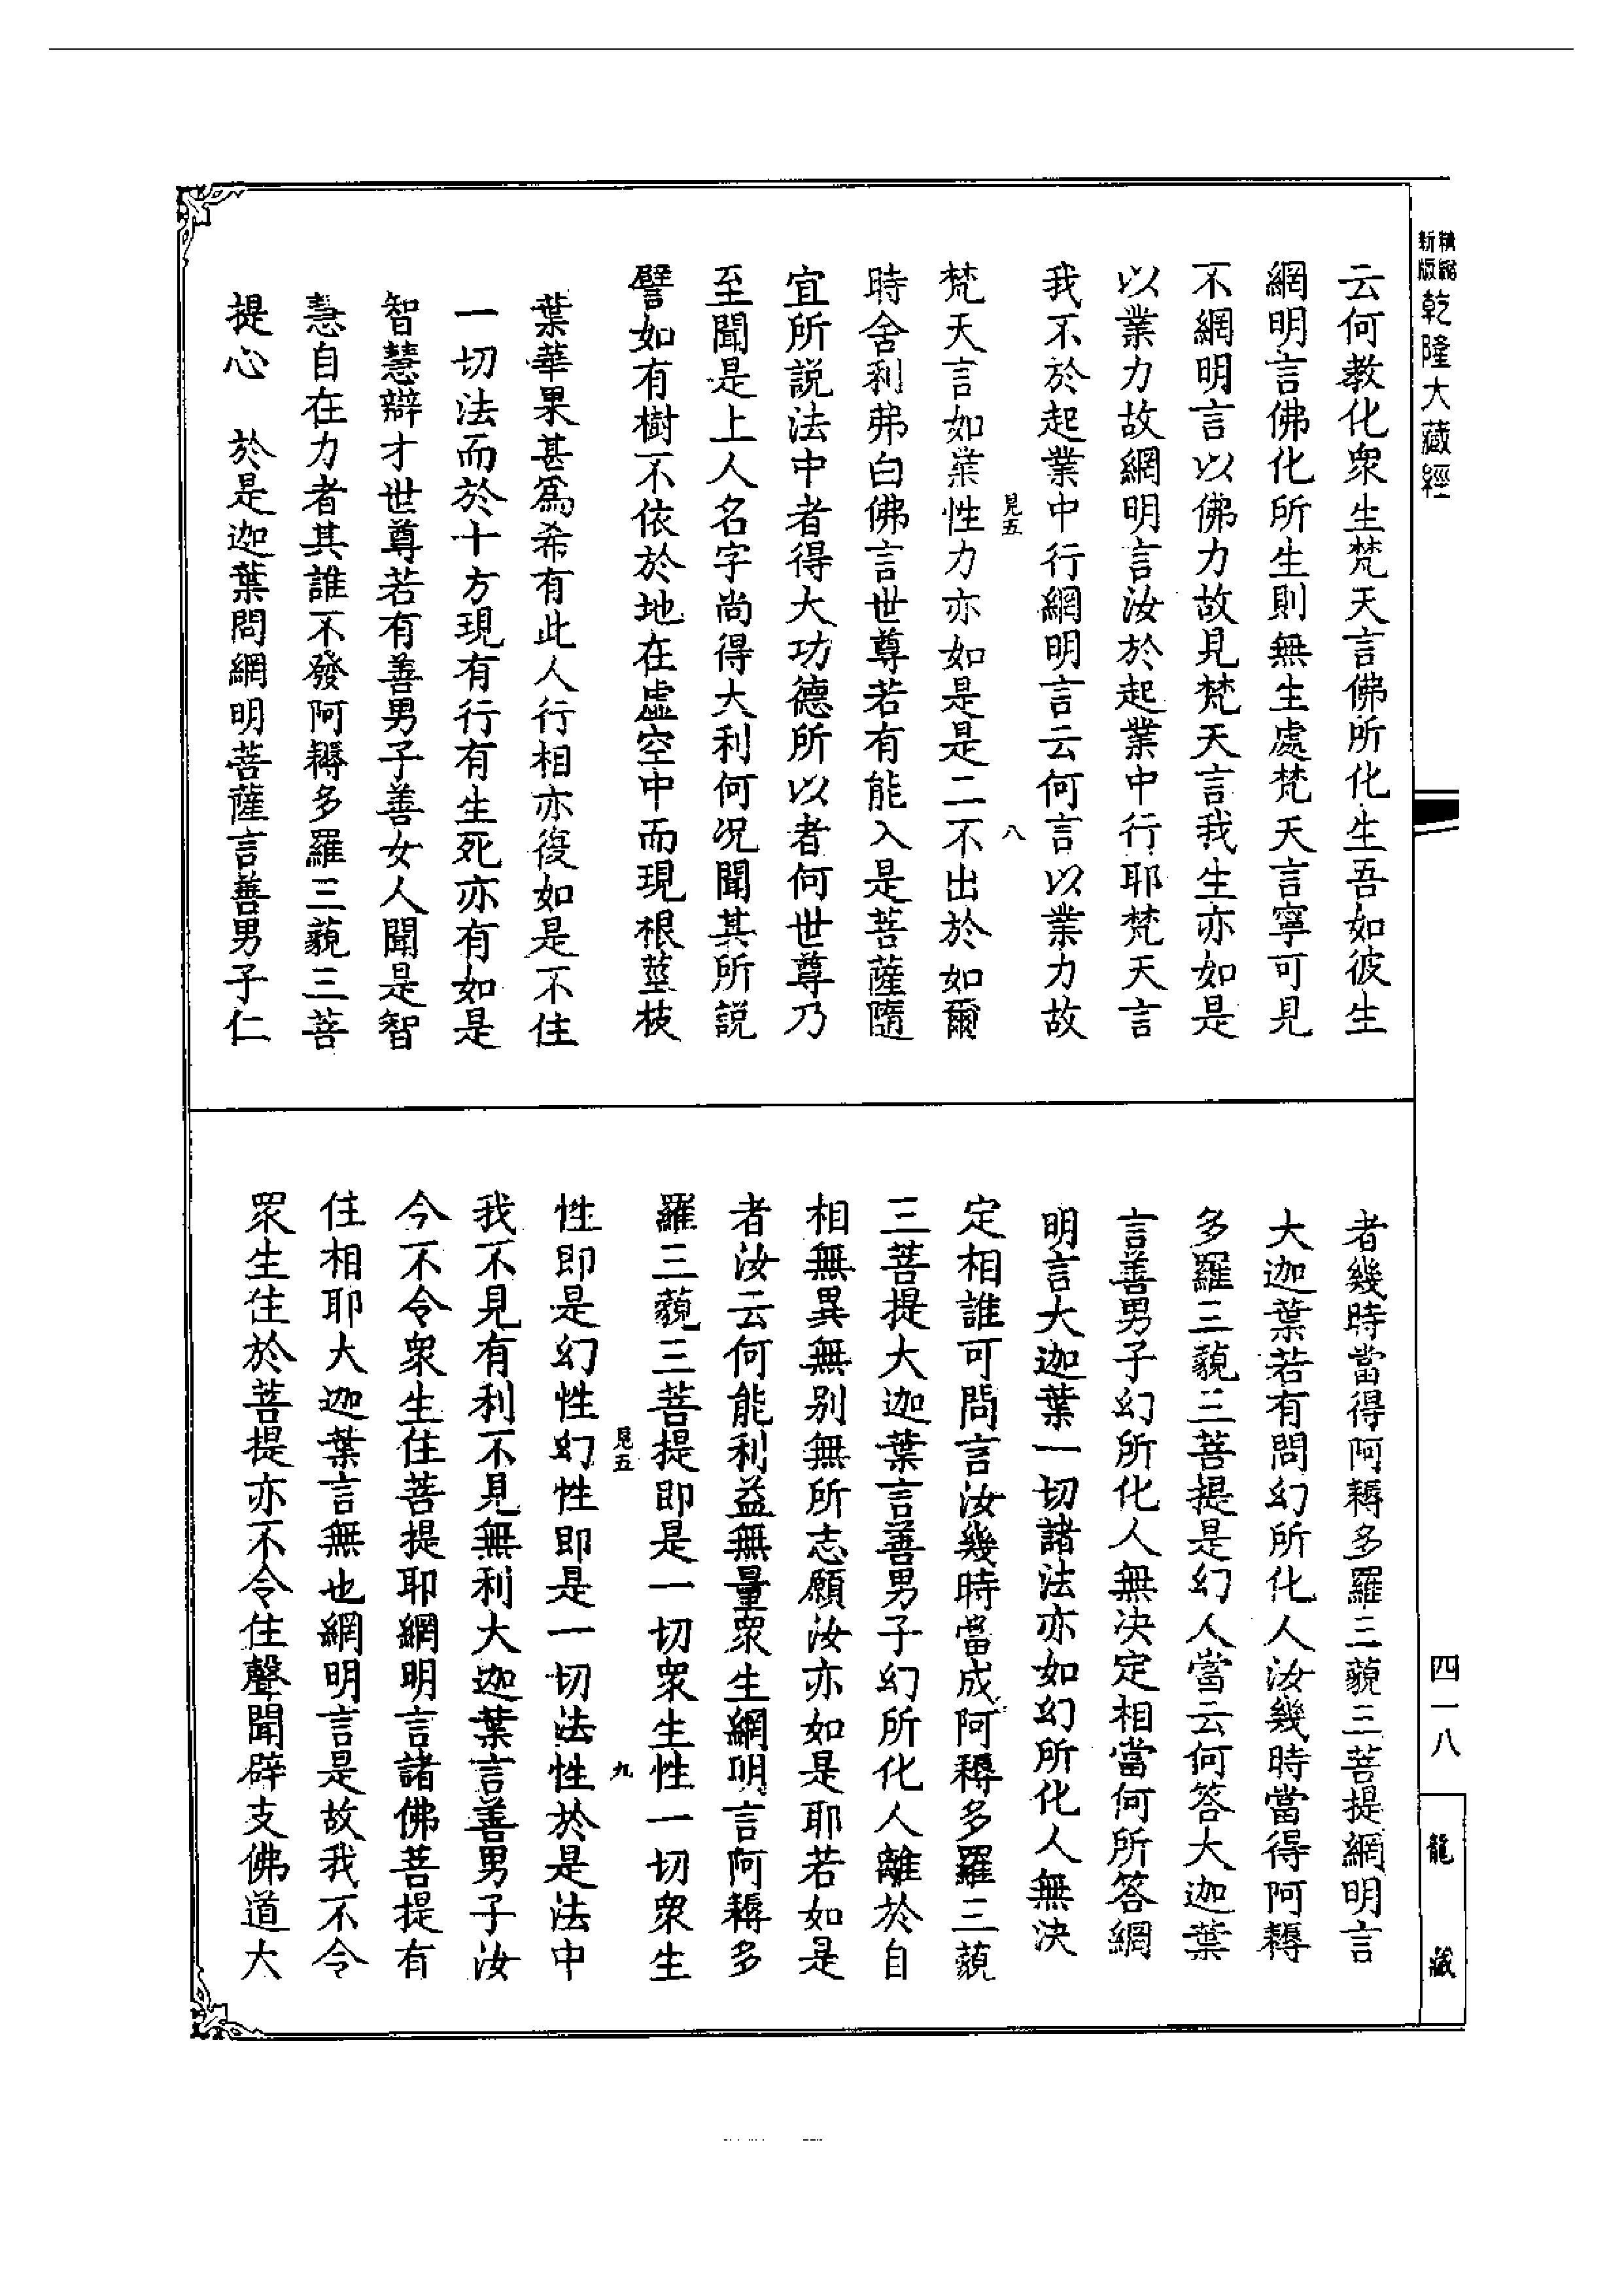 精縮
新版
乾隆大藏經
云何教化衆生梵天言佛所化生吾如彼生
網明言佛化所生則無生處梵天言寧可見
不網明言以佛力故見梵天言我生亦如是
以業力故網明言汝於起業中行耶梵天言
我不於起業中行網明言云何言以業力故
見五
八
梵天言如業性力亦如是是二不出於如爾
時舍利弗白佛言世尊若有能入是菩薩隨
宜所説法中者得大功德所以者何世尊乃
至聞是上人名字尚得大利何况聞其所説
譬如有樹不依於地在虛空中而現根莖枝
葉華果甚爲希有此人行相亦復如是不住
一切法而於十方現有行有生死亦有如是
智慧辯才世尊若有善男子善女人聞是智
慧自在力者其誰不發阿耨多羅三藐三菩
提心　於是迦葉問網明菩薩言善男子仁
者幾時當得阿耨多羅三藐三菩提網明言
大迦葉若有問幻所化人汝幾時當得阿耨
多羅三藐三菩提是幻人當云何答大迦葉
言善男子幻所化人無決定相當何所答網
明言大迦葉一切諸法亦如幻所化人無決
定相誰可問言汝幾時當成阿耨多羅三藐
三菩提大迦葉言善男子幻所化人離於自
相無異無别無所志願汝亦如是耶若如是
者汝云何能利益無量衆生網明言阿耨多
羅三藐三菩提即是一切衆生性一切衆生
見五
九
性即是幻性幻性即是一切法性於是法中
我不見有利不見無利大迦葉言善男子汝
今不令衆生住菩提耶網明言諸佛菩提有
住相耶大迦葉言無也網明言是故我不令
衆生住於菩提亦不令住聲聞辟支佛道大
四一八
龍藏